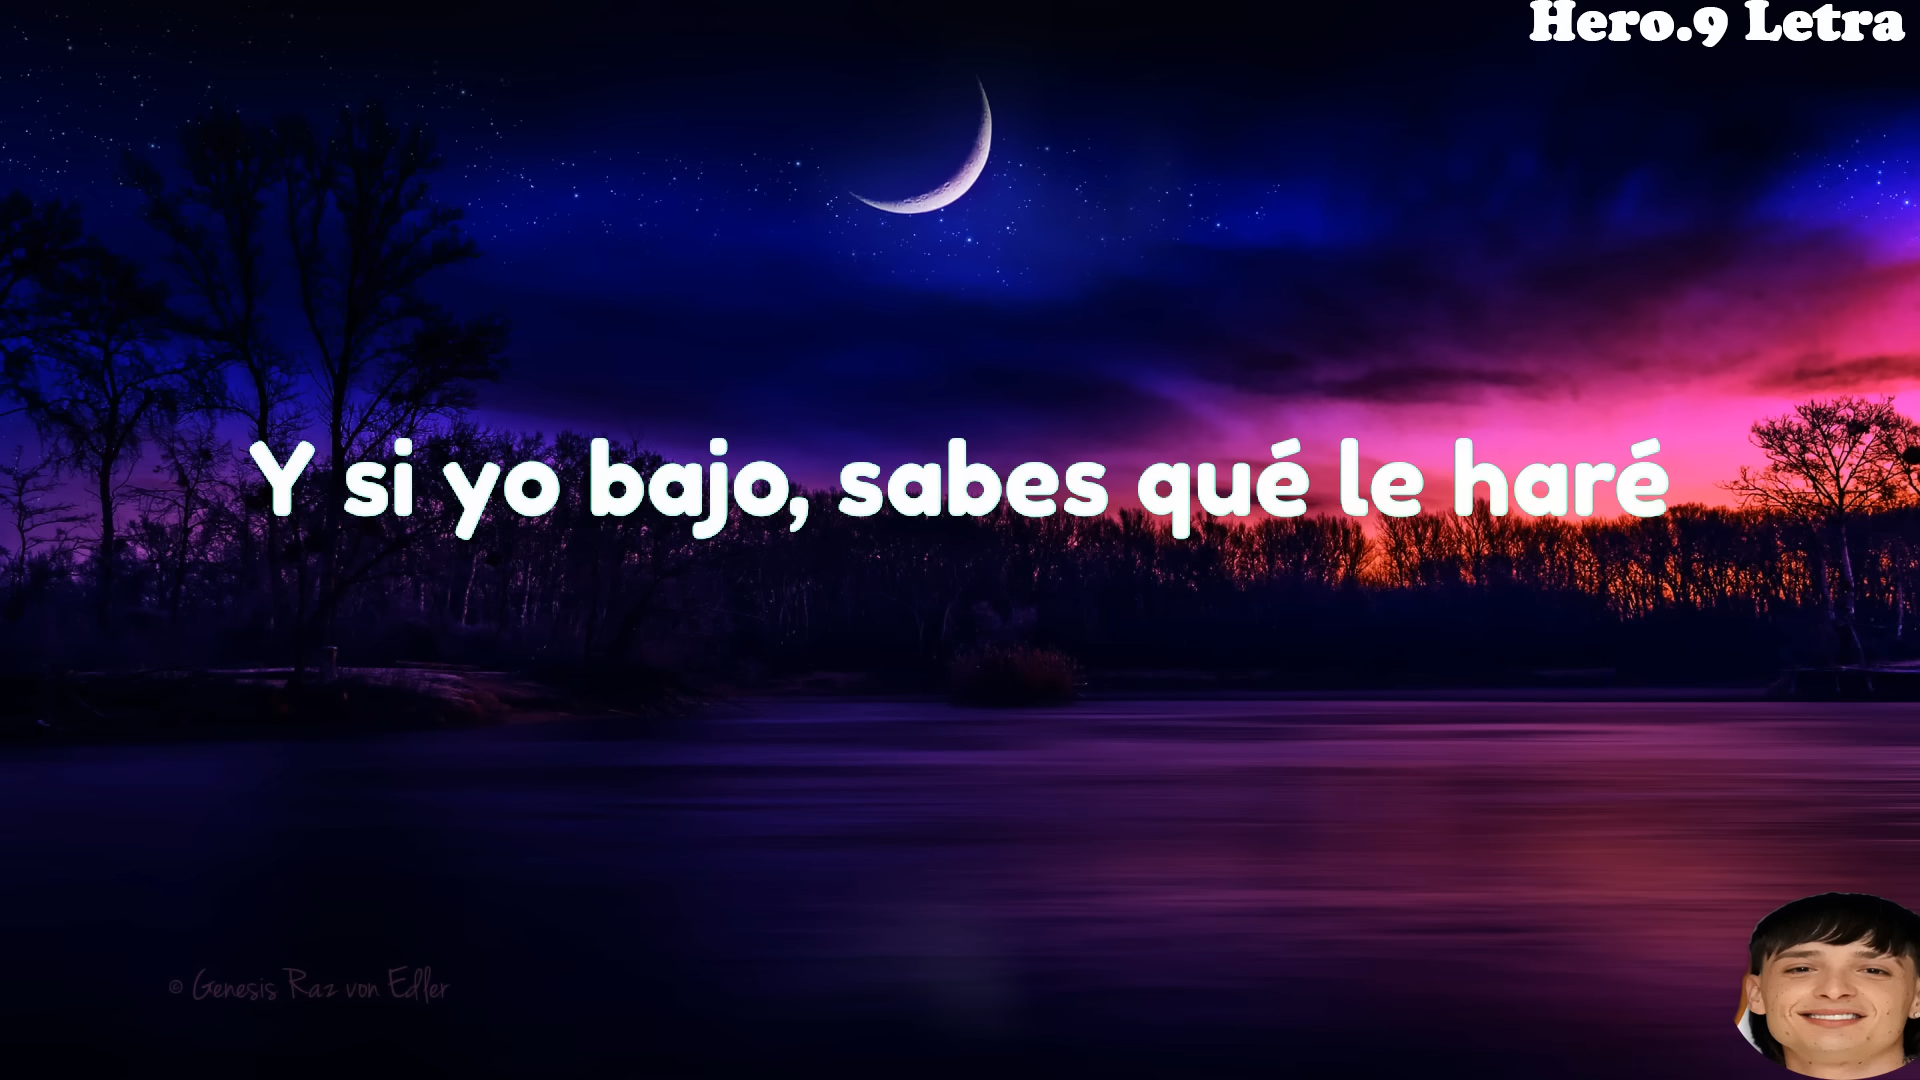 Hero.9 Letra
Y si yo bajo, sabes qué le haré
© Genesis Raz von Edler